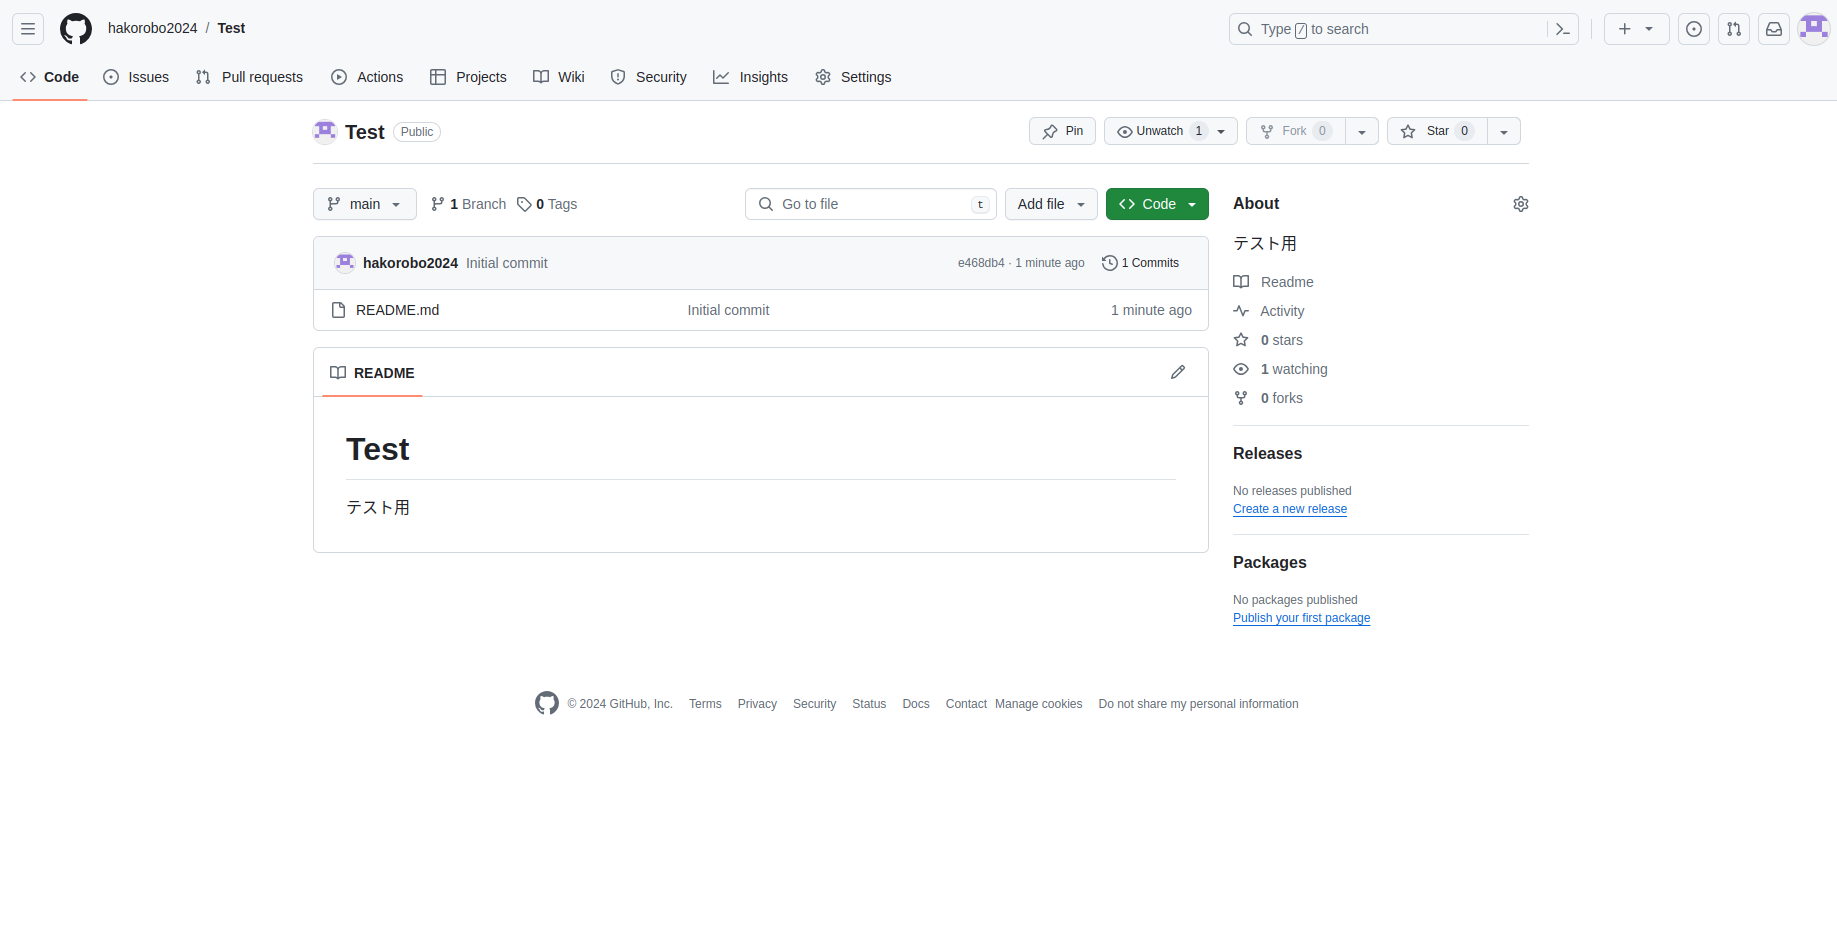 hakorobo2024 / Test
Type / to search
Code Issues Pull requests Actions Projects Wiki Security Insights Settings
Test Public
Pin Unwatch 1 Fork 0 Star 0
main 1 Branch 0 Tags Go to file t Add file Code
hakorobo2024 Initial commit e468db4 · 1 minute ago 1 Commits
README.md Initial commit 1 minute ago
README
Test
テスト用
About
テスト用
Readme
Activity
0 stars
1 watching
0 forks
Releases
No releases published
Create a new release
Packages
No packages published
Publish your first package
© 2024 GitHub, Inc. Terms Privacy Security Status Docs Contact Manage cookies Do not share my personal information